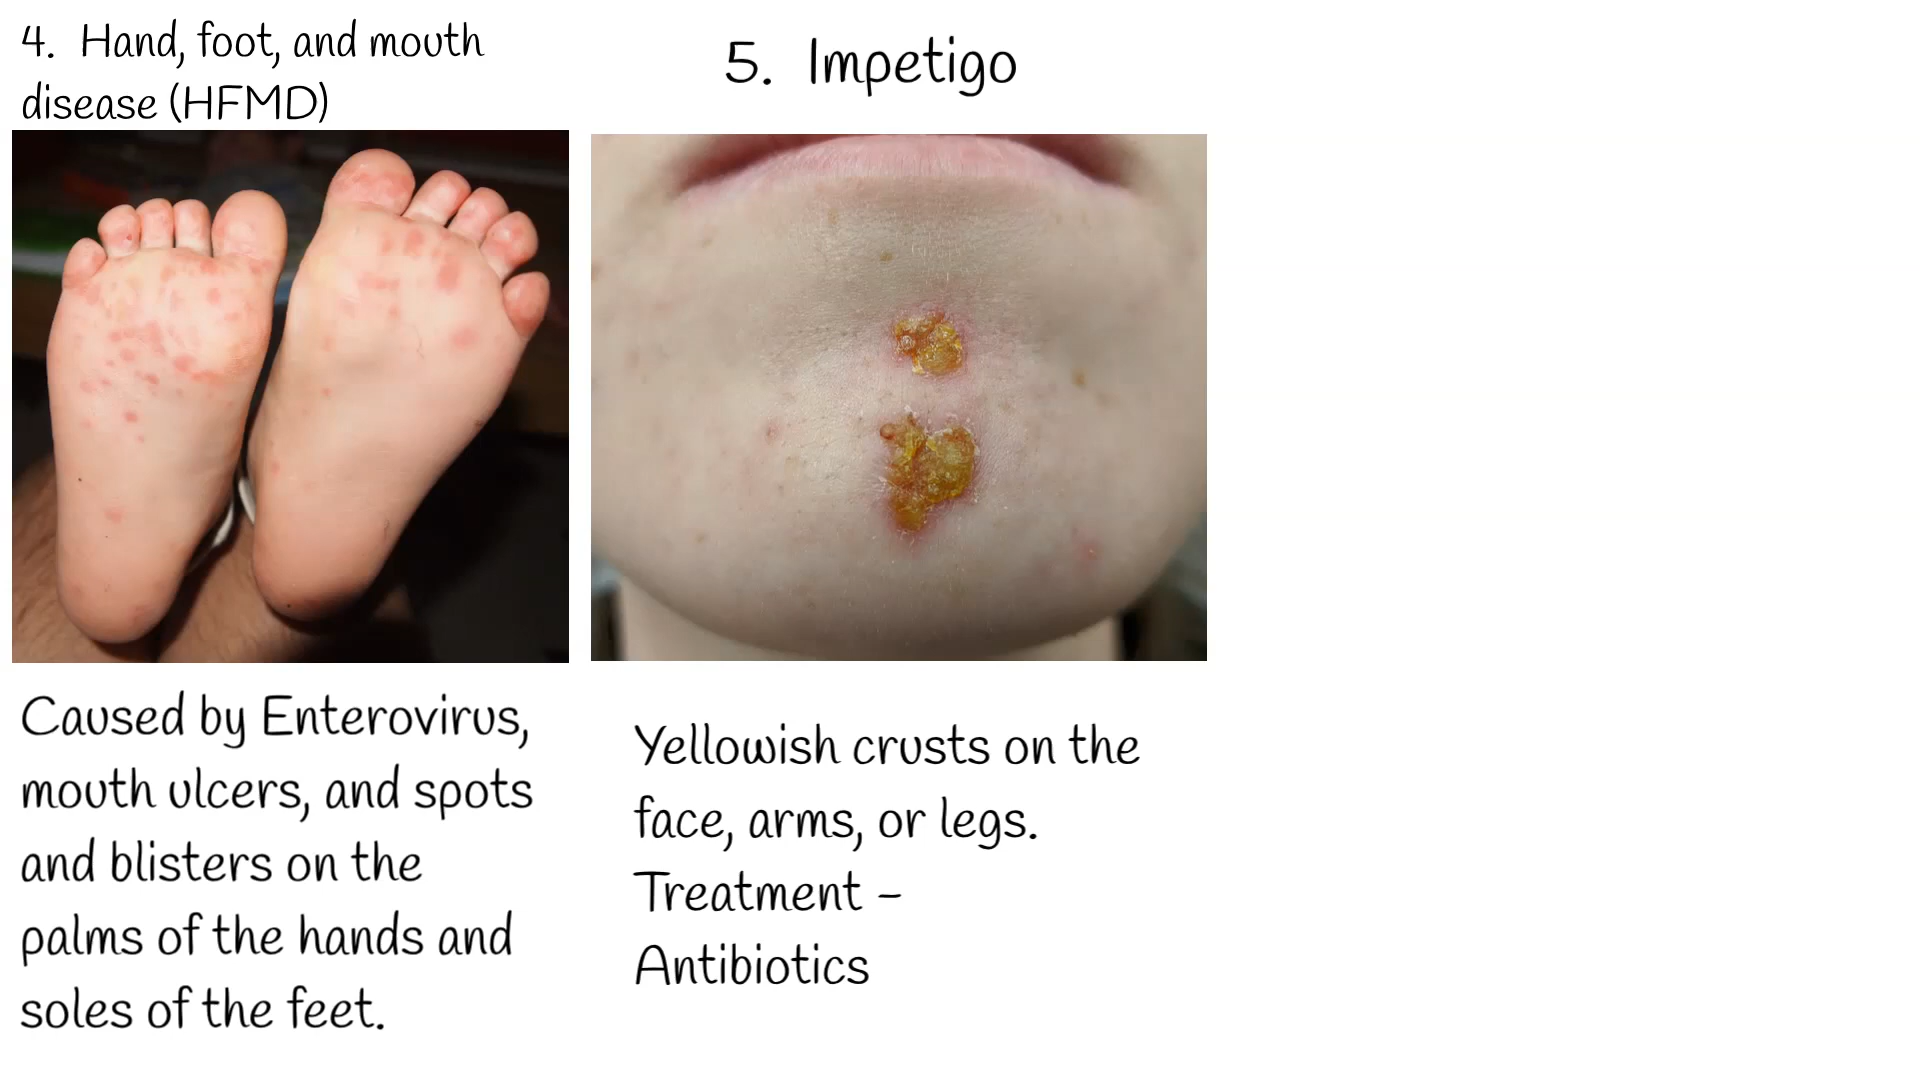 4. Hand, foot, and mouth
disease (HFMD)
Caused by Enterovirus,
mouth ulcers, and spots
and blisters on the
palms of the hands and
soles of the feet.
5. Impetigo
Yellowish crusts on the
face, arms, or legs.
Treatment –
Antibiotics